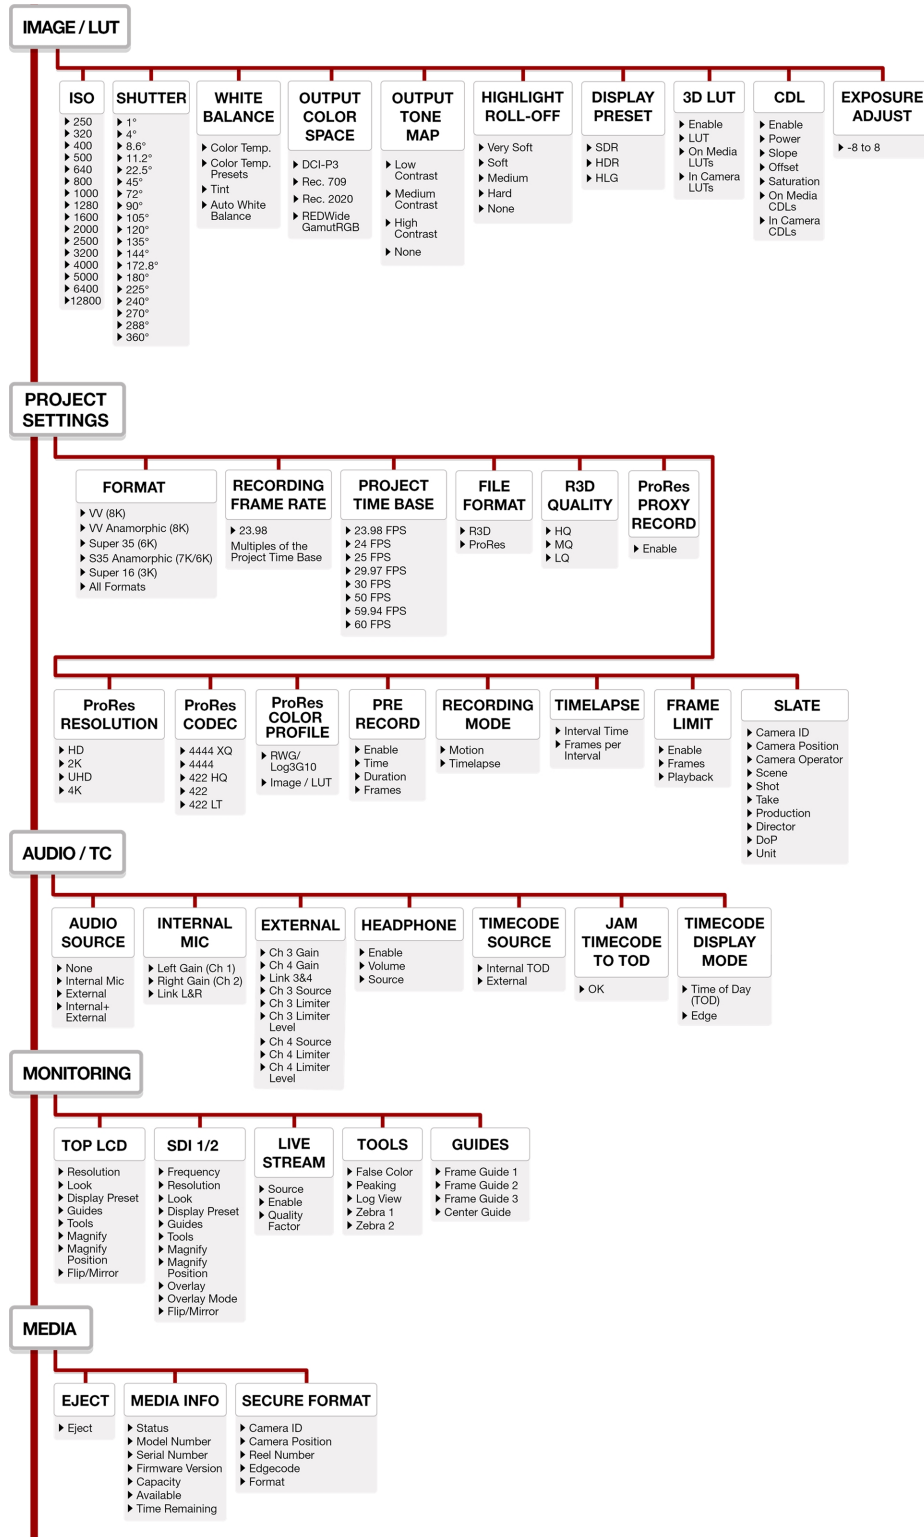 IMAGE / LUT
ISO
250
320
400
500
640
800
1000
1280
1600
2000
2500
3200
4000
5000
6400
12800
SHUTTER
1°
4°
8.6°
11.2°
22.5°
45°
72°
90°
105°
120°
135°
144°
172.8°
180°
225°
240°
270°
288°
360°
WHITE
BALANCE
Color Temp.
Color Temp.
Presets
Tint
Auto White
Balance
OUTPUT
COLOR
SPACE
DCI-P3
Rec. 709
Rec. 2020
REDWide
GamutRGB
OUTPUT
TONE
MAP
Low
Contrast
Medium
Contrast
High
Contrast
None
HIGHLIGHT
ROLL-OFF
Very Soft
Soft
Medium
Hard
None
DISPLAY
PRESET
SDR
HDR
HLG
3D LUT
Enable
LUT
On Media
LUTs
In Camera
LUTs
CDL
Enable
Power
Slope
Offset
Saturation
On Media
CDLs
In Camera
CDLs
EXPOSURE
ADJUST
-8 to 8
PROJECT
SETTINGS
FORMAT
VV (8K)
VV Anamorphic (8K)
Super 35 (6K)
S35 Anamorphic (7K/6K)
Super 16 (3K)
All Formats
RECORDING
FRAME RATE
23.98
Multiples of the
Project Time Base
PROJECT
TIME BASE
23.98 FPS
24 FPS
25 FPS
29.97 FPS
30 FPS
50 FPS
59.94 FPS
60 FPS
FILE
FORMAT
R3D
ProRes
R3D
QUALITY
HQ
MQ
LQ
ProRes
PROXY
RECORD
Enable
ProRes
RESOLUTION
HD
2K
UHD
4K
ProRes
CODEC
4444 XQ
4444
422 HQ
422
422 LT
ProRes
COLOR
PROFILE
RWG/
Log3G10
Image / LUT
PRE
RECORD
Enable
Time
Duration
Frames
RECORDING
MODE
Motion
Timelapse
TIMELAPSE
Interval Time
Frames per
Interval
FRAME
LIMIT
Enable
Frames
Playback
SLATE
Camera ID
Camera Position
Camera Operator
Scene
Shot
Take
Production
Director
DoP
Unit
AUDIO / TC
AUDIO
SOURCE
None
Internal Mic
External
Internal+
External
INTERNAL
MIC
Left Gain (Ch 1)
Right Gain (Ch 2)
Link L&R
EXTERNAL
Ch 3 Gain
Ch 4 Gain
Link 3&4
Ch 3 Source
Ch 3 Limiter
Ch 3 Limiter
Level
Ch 4 Source
Ch 4 Limiter
Ch 4 Limiter
Level
HEADPHONE
Enable
Volume
Source
TIMECODE
SOURCE
Internal TOD
External
JAM
TIMECODE
TO TOD
OK
TIMECODE
DISPLAY
MODE
Time of Day
(TOD)
Edge
MONITORING
TOP LCD
Resolution
Look
Display Preset
Guides
Tools
Magnify
Magnify
Position
Flip/Mirror
SDI 1/2
Frequency
Resolution
Look
Display Preset
Guides
Tools
Magnify
Magnify
Position
Overlay
Overlay Mode
Flip/Mirror
LIVE
STREAM
Source
Enable
Quality
Factor
TOOLS
False Color
Peaking
Log View
Zebra 1
Zebra 2
GUIDES
Frame Guide 1
Frame Guide 2
Frame Guide 3
Center Guide
MEDIA
EJECT
Eject
MEDIA INFO
Status
Model Number
Serial Number
Firmware Version
Capacity
Available
Time Remaining
SECURE FORMAT
Camera ID
Camera Position
Reel Number
Edgecode
Format